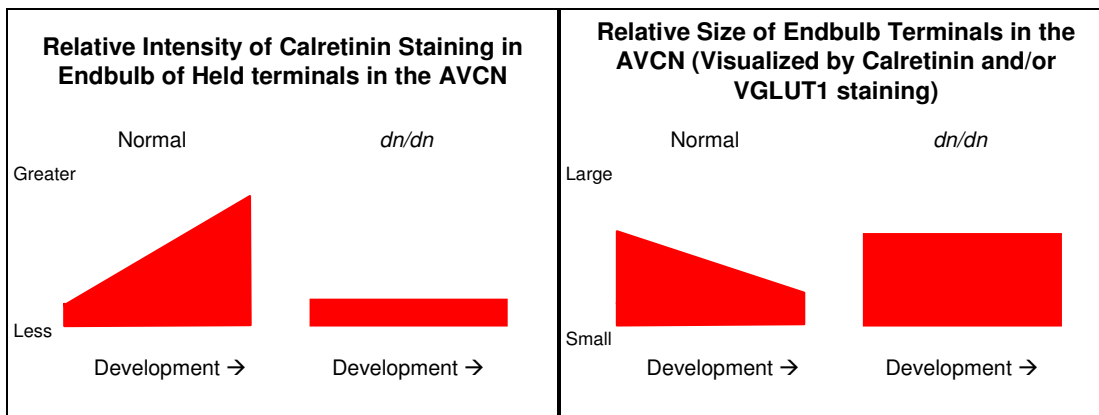 Relative Intensity of Calretinin Staining in
Endbulb of Held terminals in the AVCN
Normal dn/dn
Greater
Less
Development →
Development →
Relative Size of Endbulb Terminals in the
AVCN (Visualized by Calretinin and/or
VGLUT1 staining)
Normal dn/dn
Large
Small
Development →
Development →